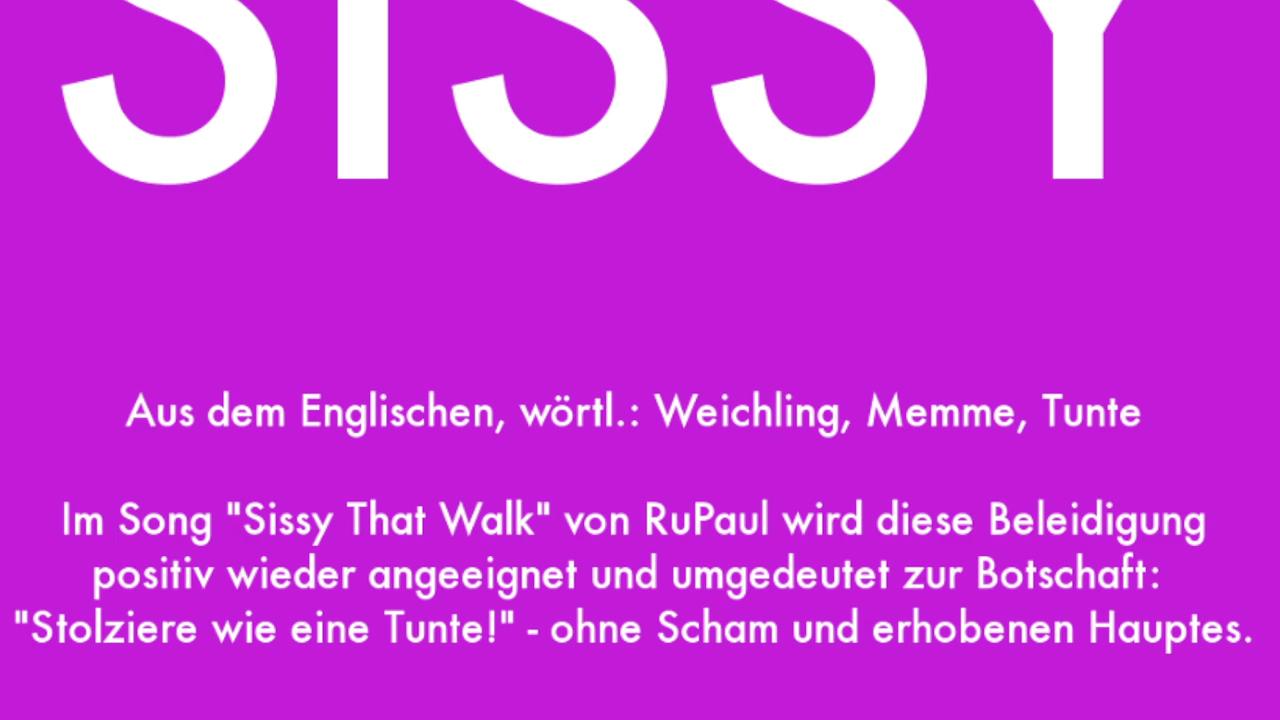 SISSY
Aus dem Englischen, wörtl.: Weichling, Memme, Tunte
Im Song "Sissy That Walk" von RuPaul wird diese Beleidigung
positiv wieder angeeignet und umgedeutet zur Botschaft:
"Stolziere wie eine Tunte!" - ohne Scham und erhobenen Hauptes.